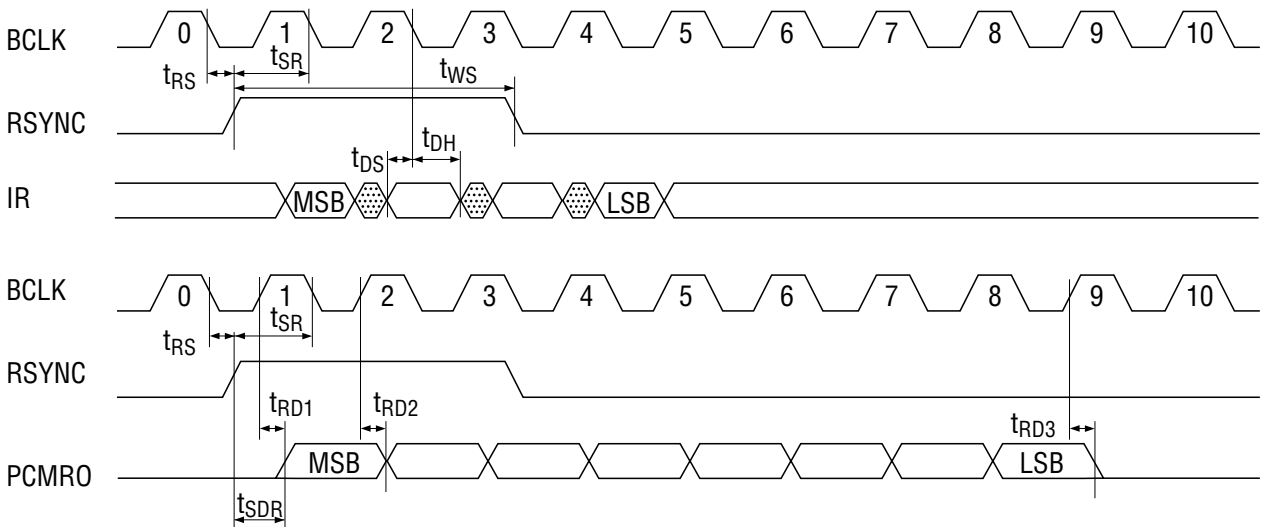 BCLK 0 1 2 3 4 5 6 7 8 9 10
tRS tSR tWS
RSYNC
tDS tDH
IR MSB LSB
BCLK 0 1 2 3 4 5 6 7 8 9 10
tRS tSR
RSYNC
tRD1 tRD2 tRD3
PCMRO MSB LSB
tSDR